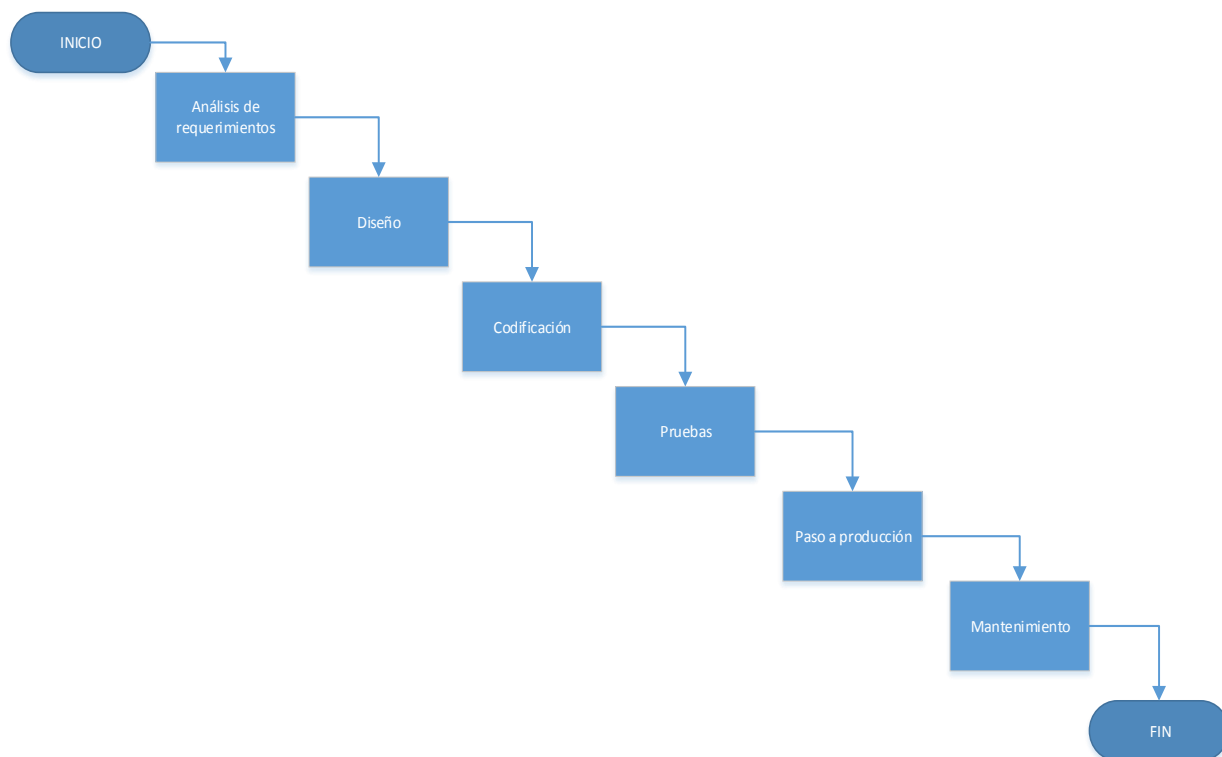 INICIO
Análisis de
requerimientos
Diseño
Codificación
Pruebas
Paso a producción
Mantenimiento
FIN